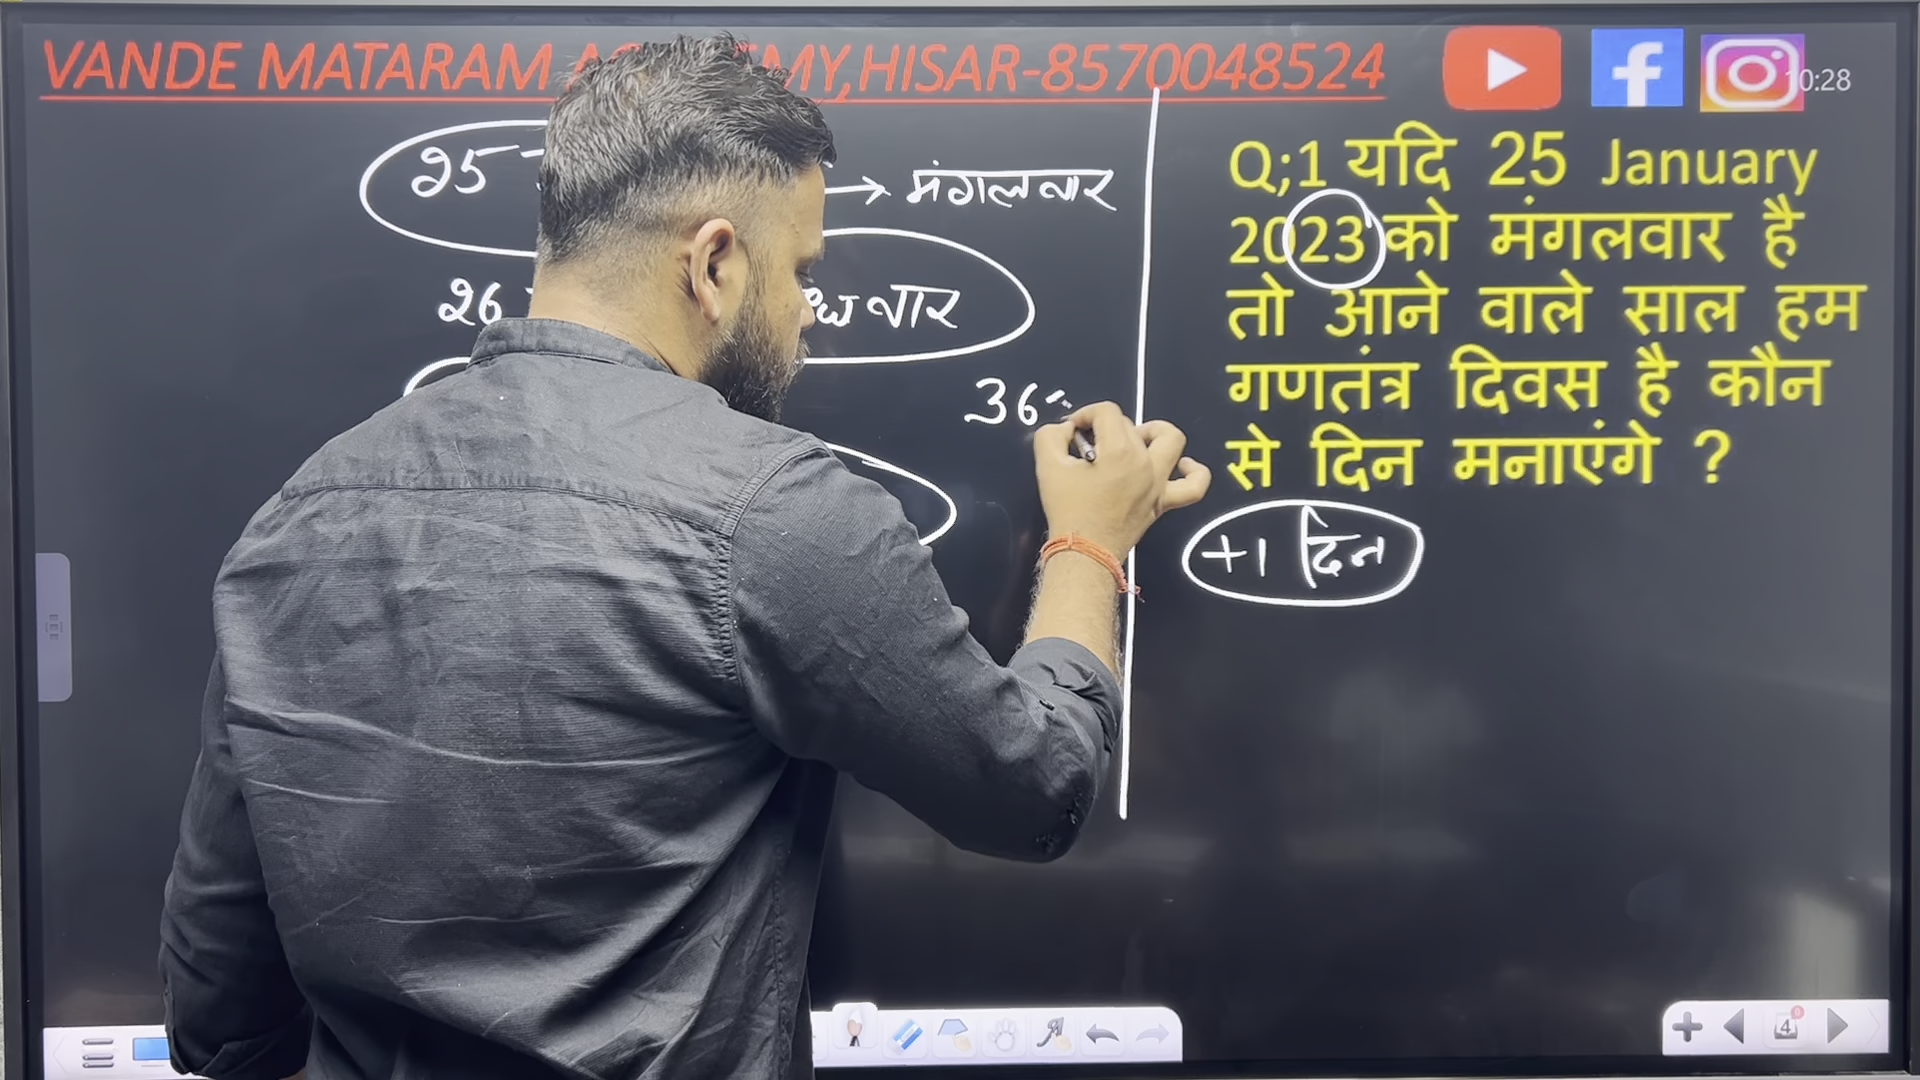 VANDE MATARAM MY,HISAR-8570048524
10:28
25 → मंगलवार
26 वार
Q;1 यदि 25 January
2023 को मंगलवार है
तो आने वाले साल हम
गणतंत्र दिवस है कौन
से दिन मनाएंगे ?
+1 दिन
4